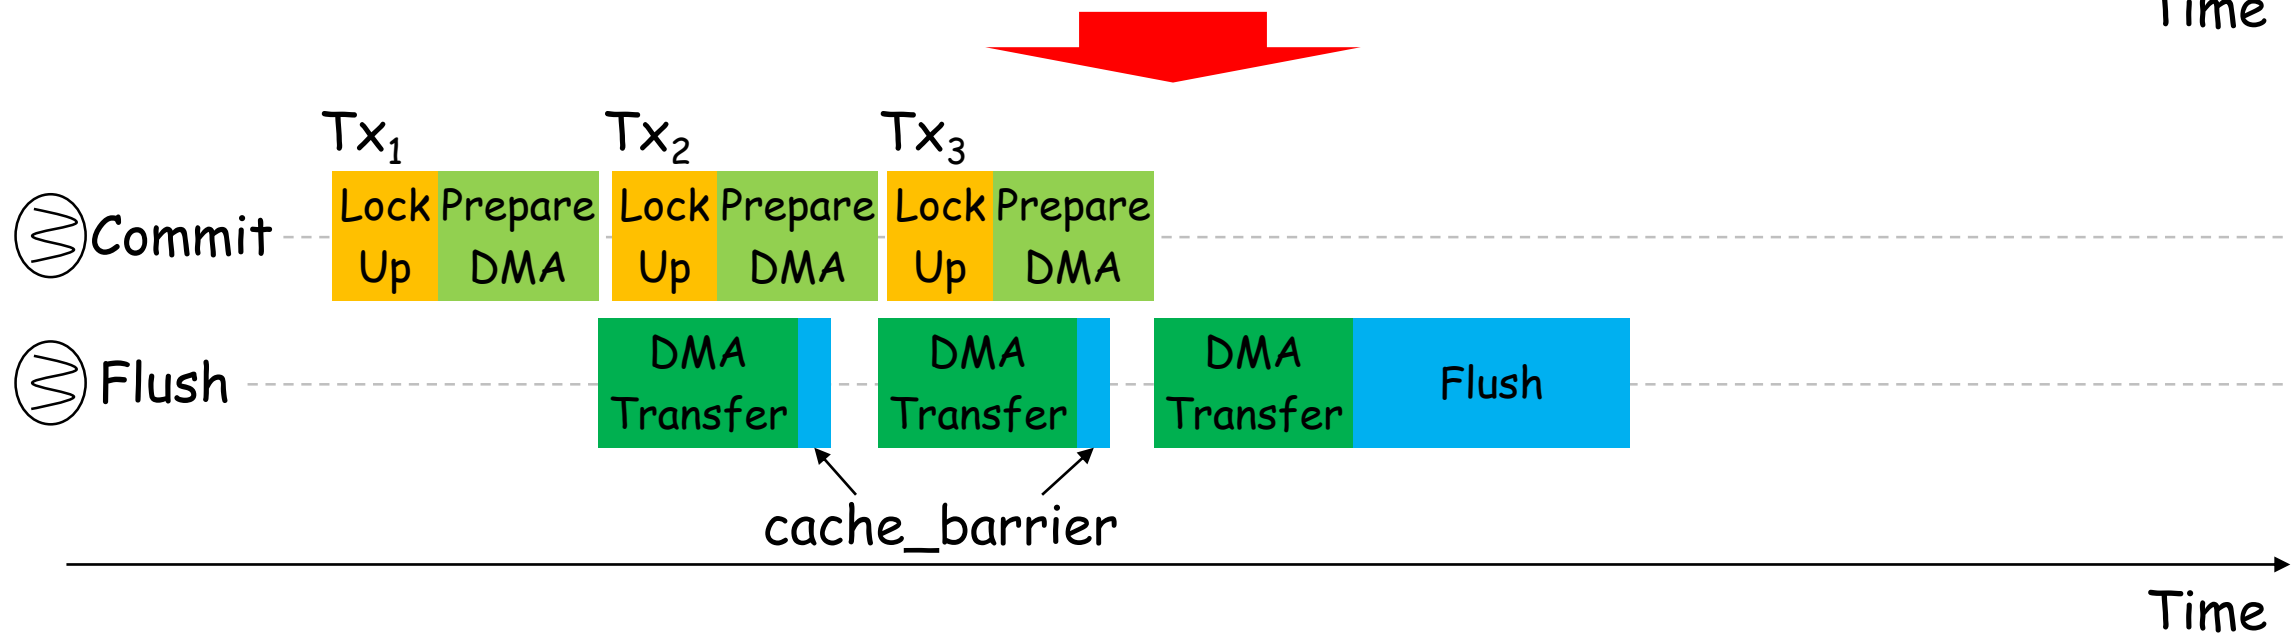 Time
Tx₁ Tx₂ Tx₃
Commit
Lock Prepare Lock Prepare Lock Prepare
Up DMA Up DMA Up DMA
Flush
DMA DMA DMA Flush
Transfer Transfer Transfer
cache_barrier
Time